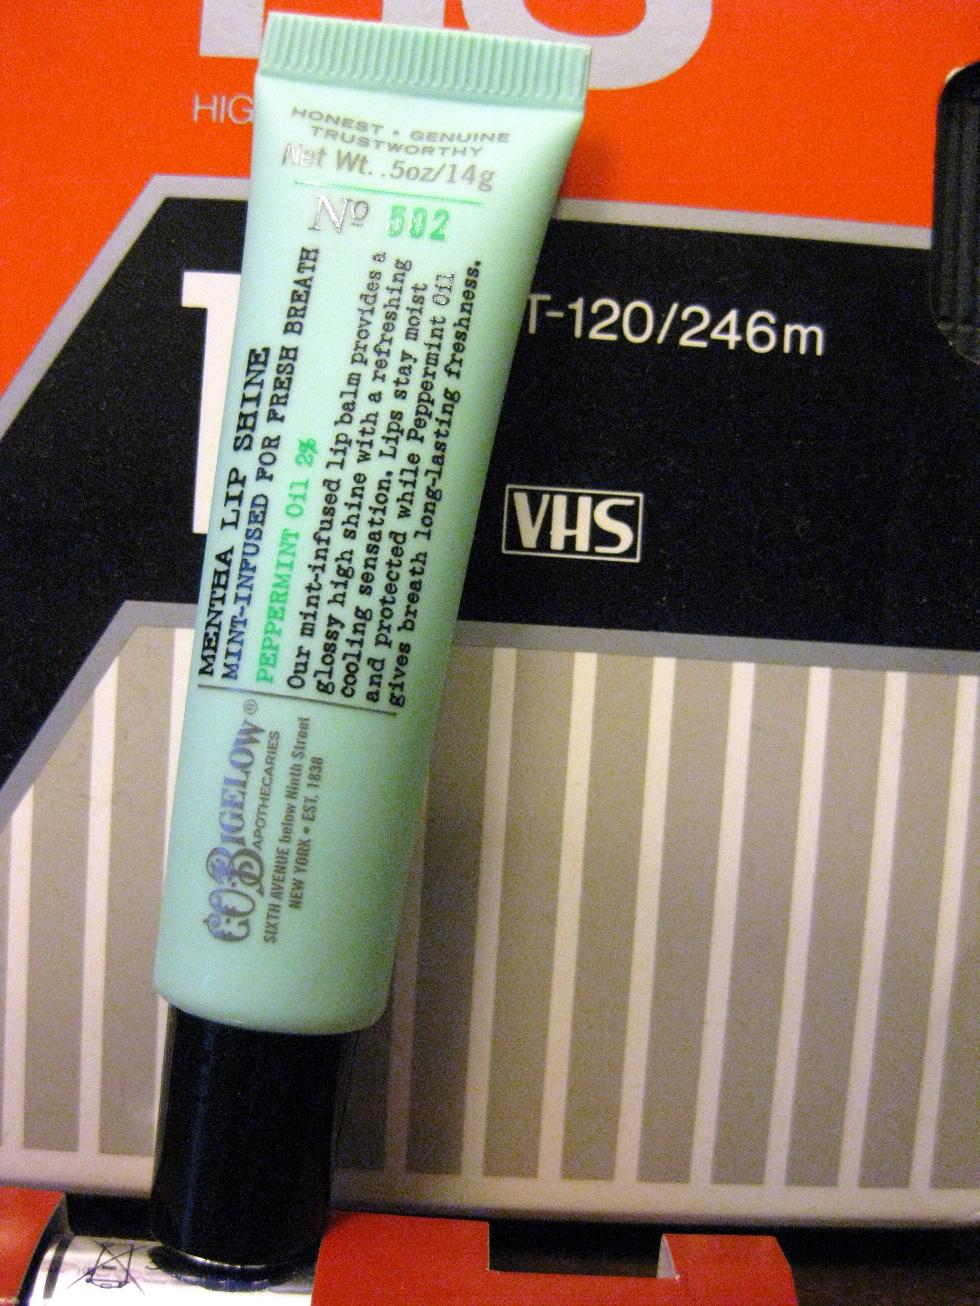 HIG
HONEST • GENUINE
TRUSTWORTHY
Net Wt. .5oz/14g
Nº 502
MENTHA LIP SHINE
MINT-INFUSED FOR FRESH BREATH
PEPPERMINT Oil 2%
Our mint-infused lip balm provides a
glossy high shine with a refreshing
cooling sensation. Lips stay moist
and protected while Peppermint Oil
gives breath long-lasting freshness.
C.O. BIGELOW®
APOTHECARIES
SIXTH AVENUE below Ninth Street
NEW YORK • EST. 1838
T-120/246m
VHS